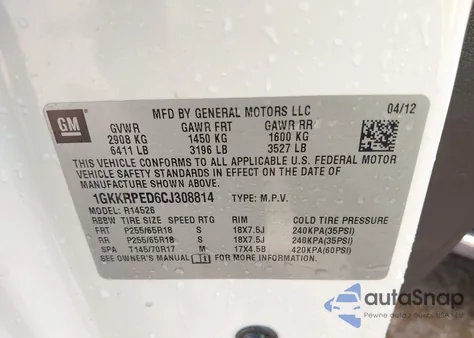 GM
MFD BY GENERAL MOTORS LLC 04/12
GVWR GAWR FRT GAWR RR
2908 KG 1450 KG 1600 KG
6411 LB 3196 LB 3527 LB
THIS VEHICLE CONFORMS TO ALL APPLICABLE U.S. FEDERAL MOTOR
VEHICLE SAFETY STANDARDS IN EFFECT ON THE DATE OF
MANUFACTURE SHOWN ABOVE.
1GKKRPED6CJ308814 TYPE: M.P.V.
MODEL: R14526
RBBW TIRE SIZE SPEED RTG RIM COLD TIRE PRESSURE
FRT P255/65R18 S 18X7.5J 240KPA(35PSI)
RR P255/65R18 S 18X7.5J 240KPA(35PSI)
SPA T145/70R17 M 17X4.5B 420KPA(60PSI)
SEE OWNER'S MANUAL FOR MORE INFORMATION
autoSnap
Pewne auto